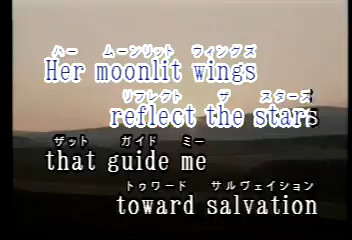 ハー ムーンリット ウィングズ
Her moonlit wings
リフレクト ザ スターズ
reflect the stars
ザット ガイド ミー
that guide me
トゥワード サルヴェイション
toward salvation